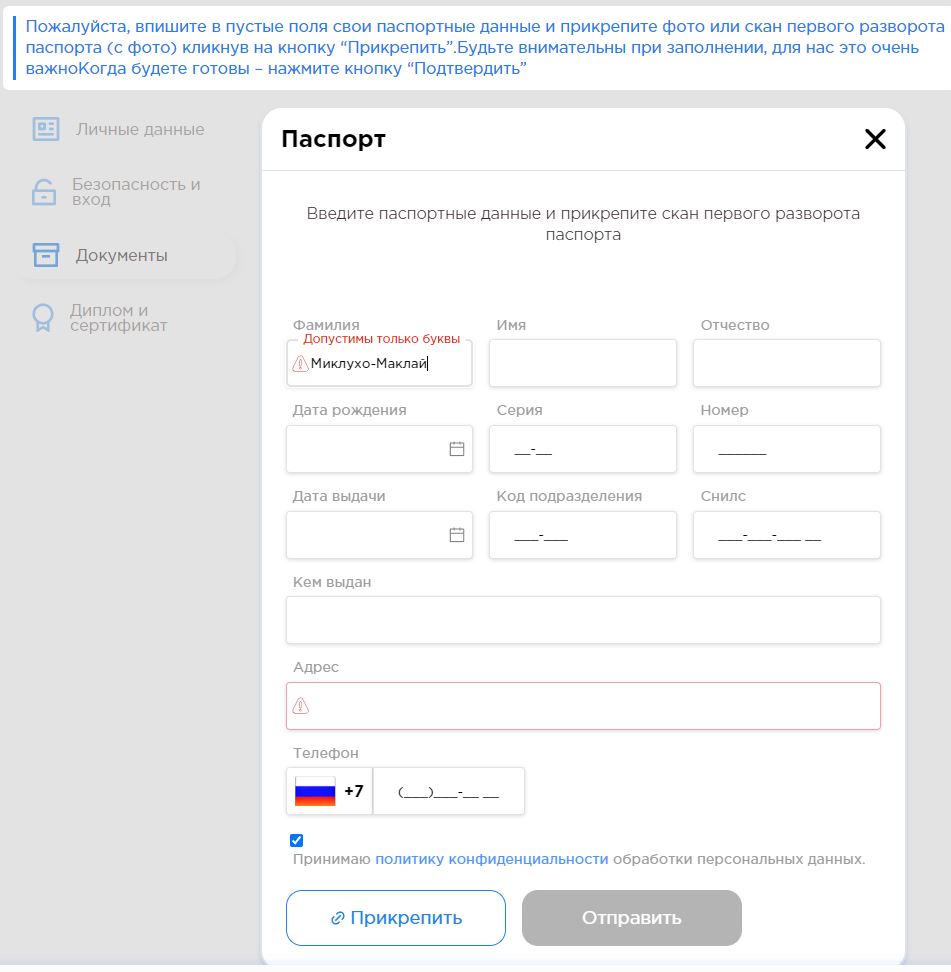 Пожалуйста, впишите в пустые поля свои паспортные данные и прикрепите фото или скан первого разворота
паспорта (с фото) кликнув на кнопку “Прикрепить”.Будьте внимательны при заполнении, для нас это очень
важноКогда будете готовы – нажмите кнопку “Подтвердить”
Личные данные
Безопасность и
вход
Документы
Диплом и
сертификат
Паспорт
Введите паспортные данные и прикрепите скан первого разворота
паспорта
Фамилия Имя Отчество
Допустимы только буквы
Миклухо-Маклай
Дата рождения Серия Номер
__-__ ______
Дата выдачи Код подразделения Снилс
___-___ ___-___-___ __
Кем выдан
Адрес
Телефон
+7 (___)___-__ __
Принимаю политику конфиденциальности обработки персональных данных.
Прикрепить Отправить